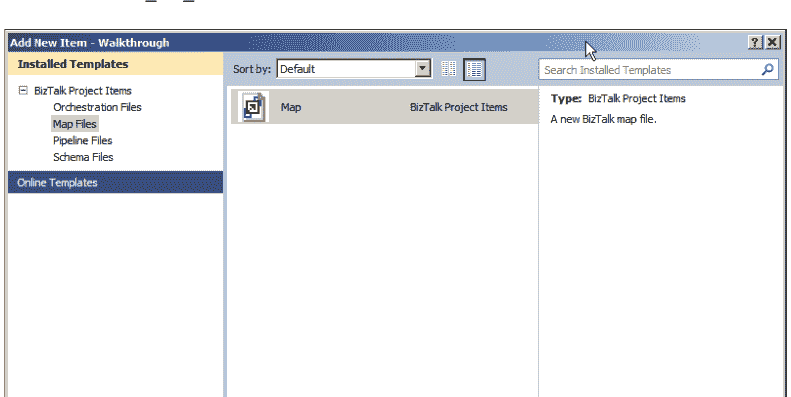 Add New Item - Walkthrough
Installed Templates
Sort by: Default
Search Installed Templates
BizTalk Project Items
Orchestration Files
Map Files
Pipeline Files
Schema Files
Online Templates
Map BizTalk Project Items
Type: BizTalk Project Items
A new BizTalk map file.